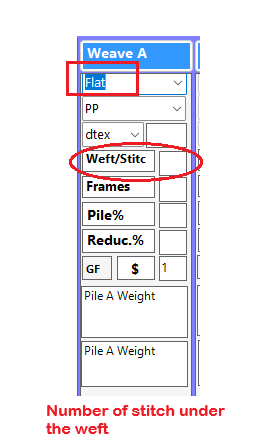 Weave A
Flat
PP
dtex
Weft/Stitc
Frames
Pile%
Reduc.%
GF $ 1
Pile A Weight
Pile A Weight
Number of stitch under
the weft